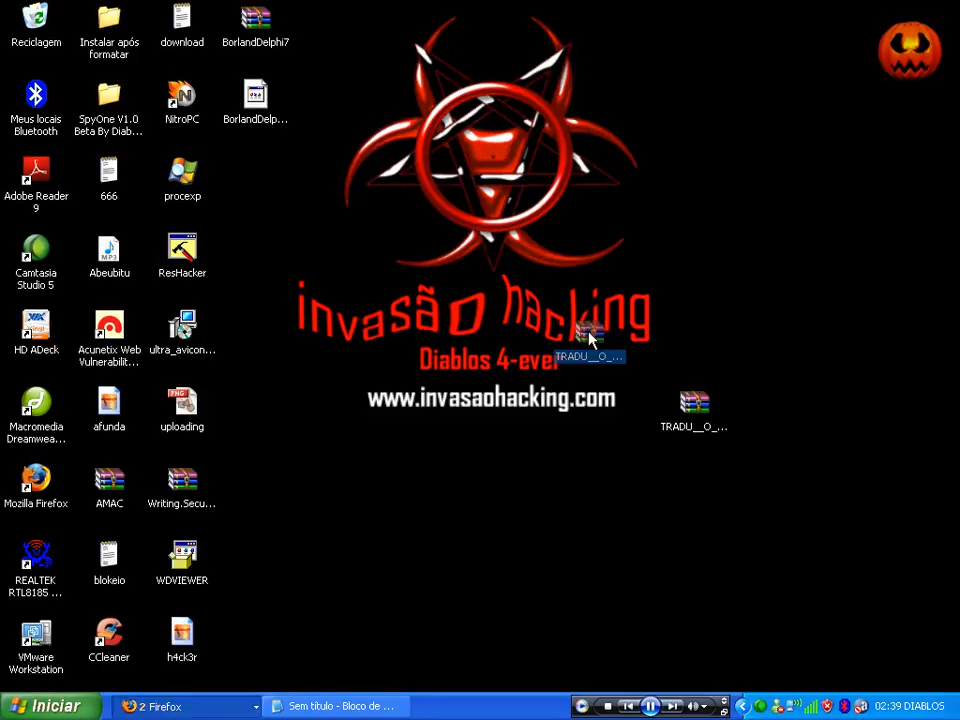 Reciclagem
Instalar após
formatar
download
BorlandDelphi7
Meus locais
Bluetooth
SpyOne V1.0
Beta By Diab...
NitroPC
BorlandDelp...
Adobe Reader
9
666
procexp
Camtasia
Studio 5
Abeubitu
ResHacker
HD ADeck
Acunetix Web
Vulnerabilit...
ultra_avicon...
Macromedia
Dreamwea...
afunda
uploading
Mozilla Firefox
AMAC
Writing.Secu...
REALTEK
RTL8185 ...
blokeio
WDVIEWER
VMware
Workstation
CCleaner
h4ck3r
invasão hacking
Diablos 4-ever
www.invasaohacking.com
TRADU__O_...
TRADU__O_...
Iniciar
2 Firefox
Sem título - Bloco de ...
02:39 DIABLOS